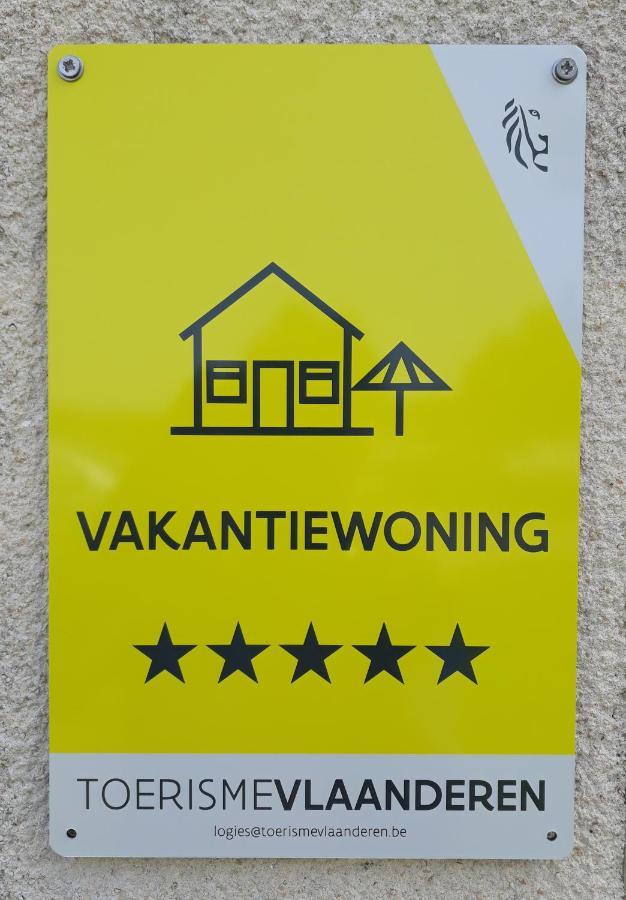 VAKANTIEWONING
TOERISMEVLAANDEREN
logies@toerismevlaanderen.be